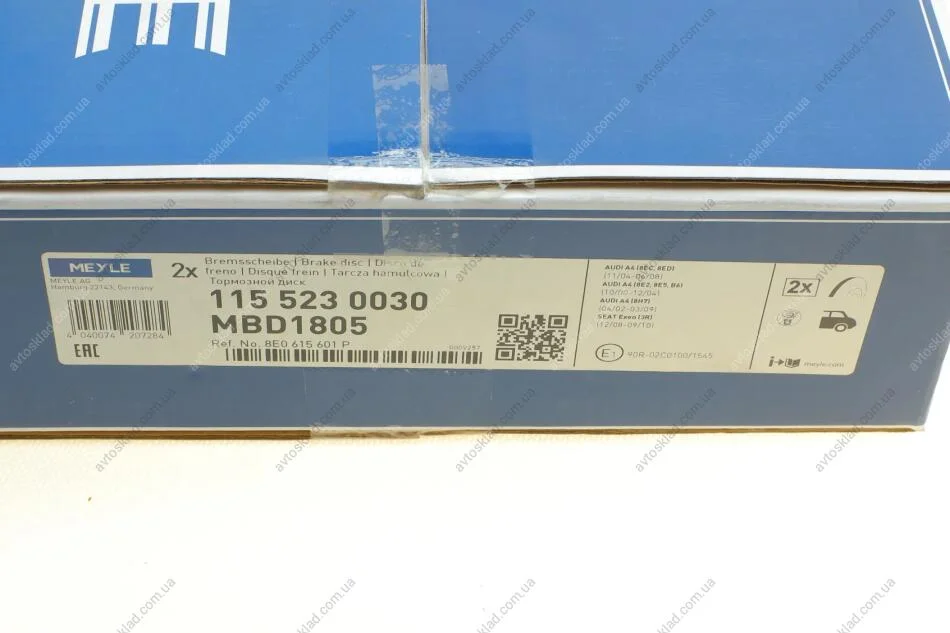 MEYLE
MEYLE AG
Hamburg 22143, Germany
4 040074 207284
EAC
2x
Bremsscheibe | Brake disc | Disco de
freno | Disque frein | Tarcza hamulcowa |
Тормозной Диск
115 523 0030
MBD1805
Ref. No. 8E0 615 601 P
AUDI A4 (8EC, 8ED)
(11/04-06/08)
AUDI A4 (8E2, 8E5, B6)
(10/00-12/04)
AUDI A4 (8H7)
(04/02-03/09)
SEAT Exeo (3R)
(12/08-09/10)
E1 90R-02C0100/1545
2x
meyle.com
avtosklad.com.ua